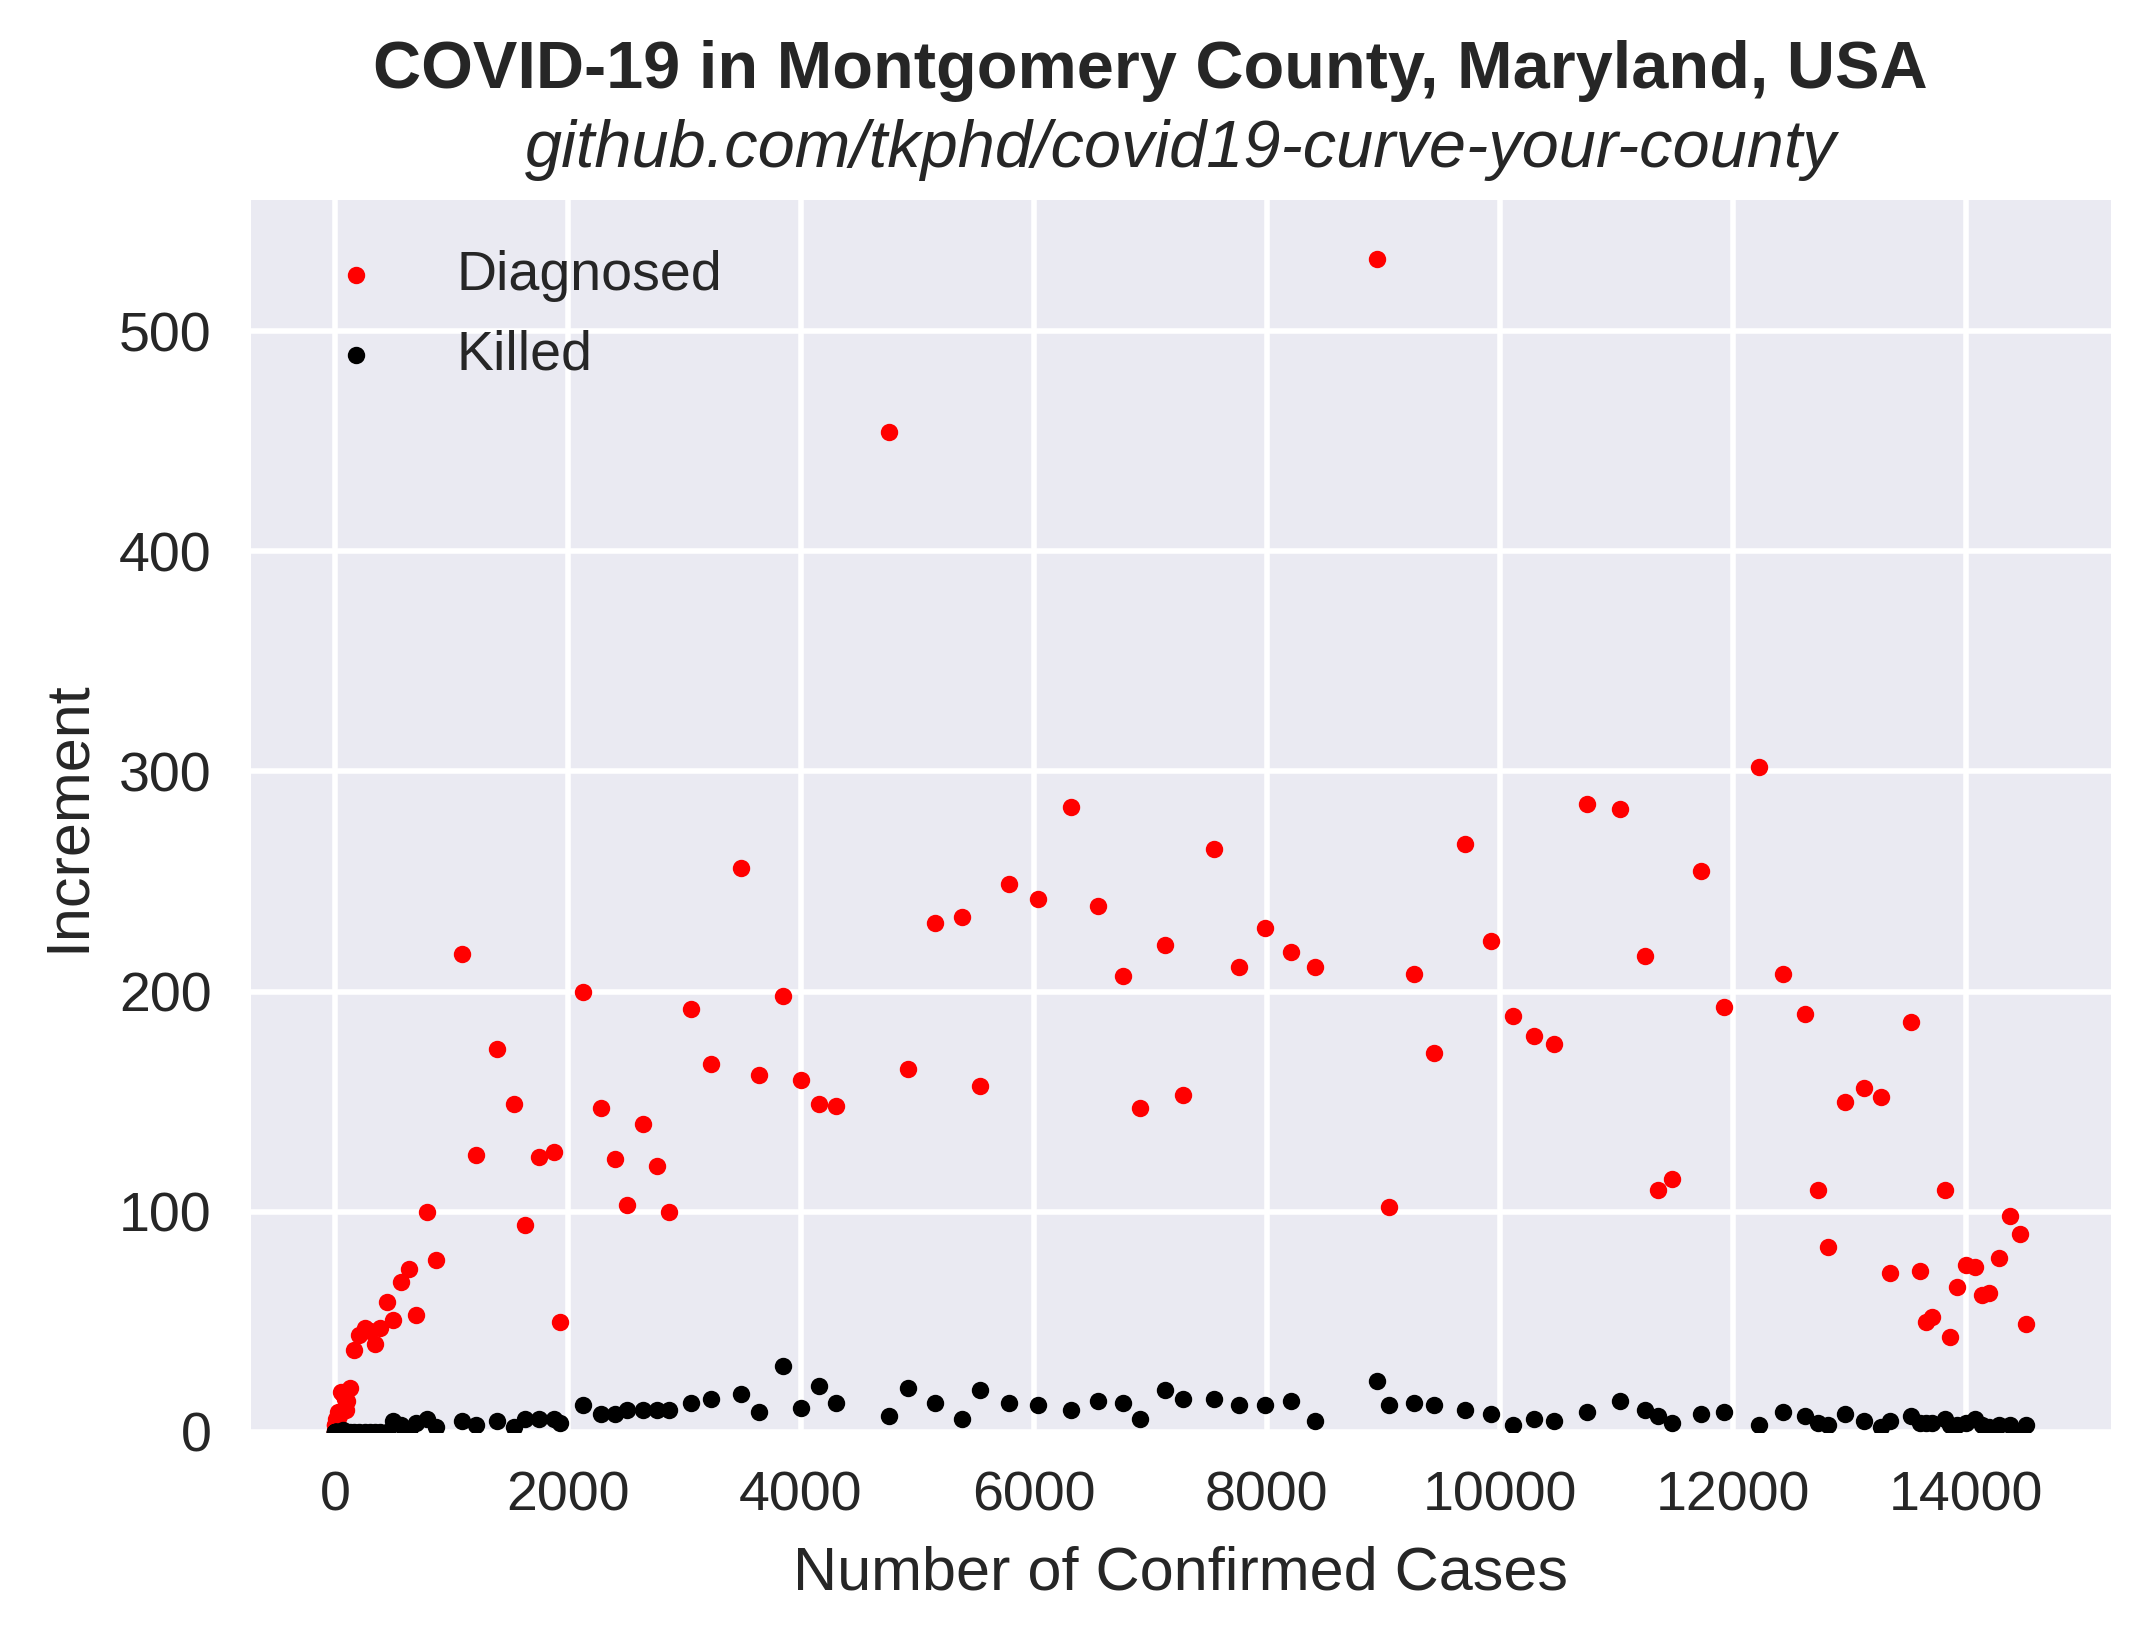 COVID-19 in Montgomery County, Maryland, USA
github.com/tkphd/covid19-curve-your-county
Diagnosed
Killed
500
400
300
200
100
0
Increment
0 2000 4000 6000 8000 10000 12000 14000
Number of Confirmed Cases